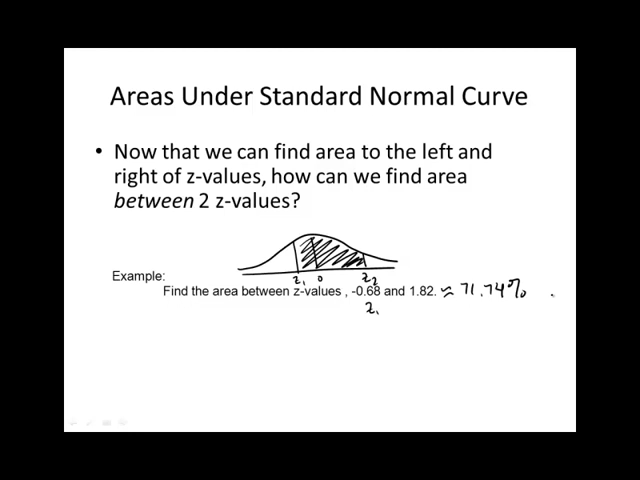 Areas Under Standard Normal Curve
• Now that we can find area to the left and
right of z-values, how can we find area
between 2 z-values?
z₁ 0 z₂
Example:
Find the area between z-values , -0.68 and 1.82. ≈ 71.74%
z₁